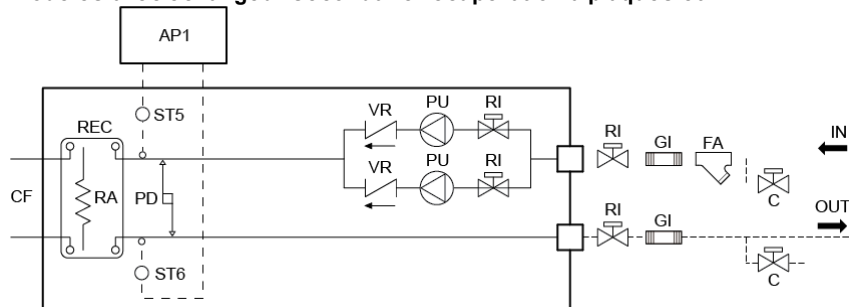 AP1
ST5
VR
PU
RI
REC
RI
GI
FA
IN
VR
PU
RI
CF
RA
PD
C
RI
GI
OUT
ST6
C